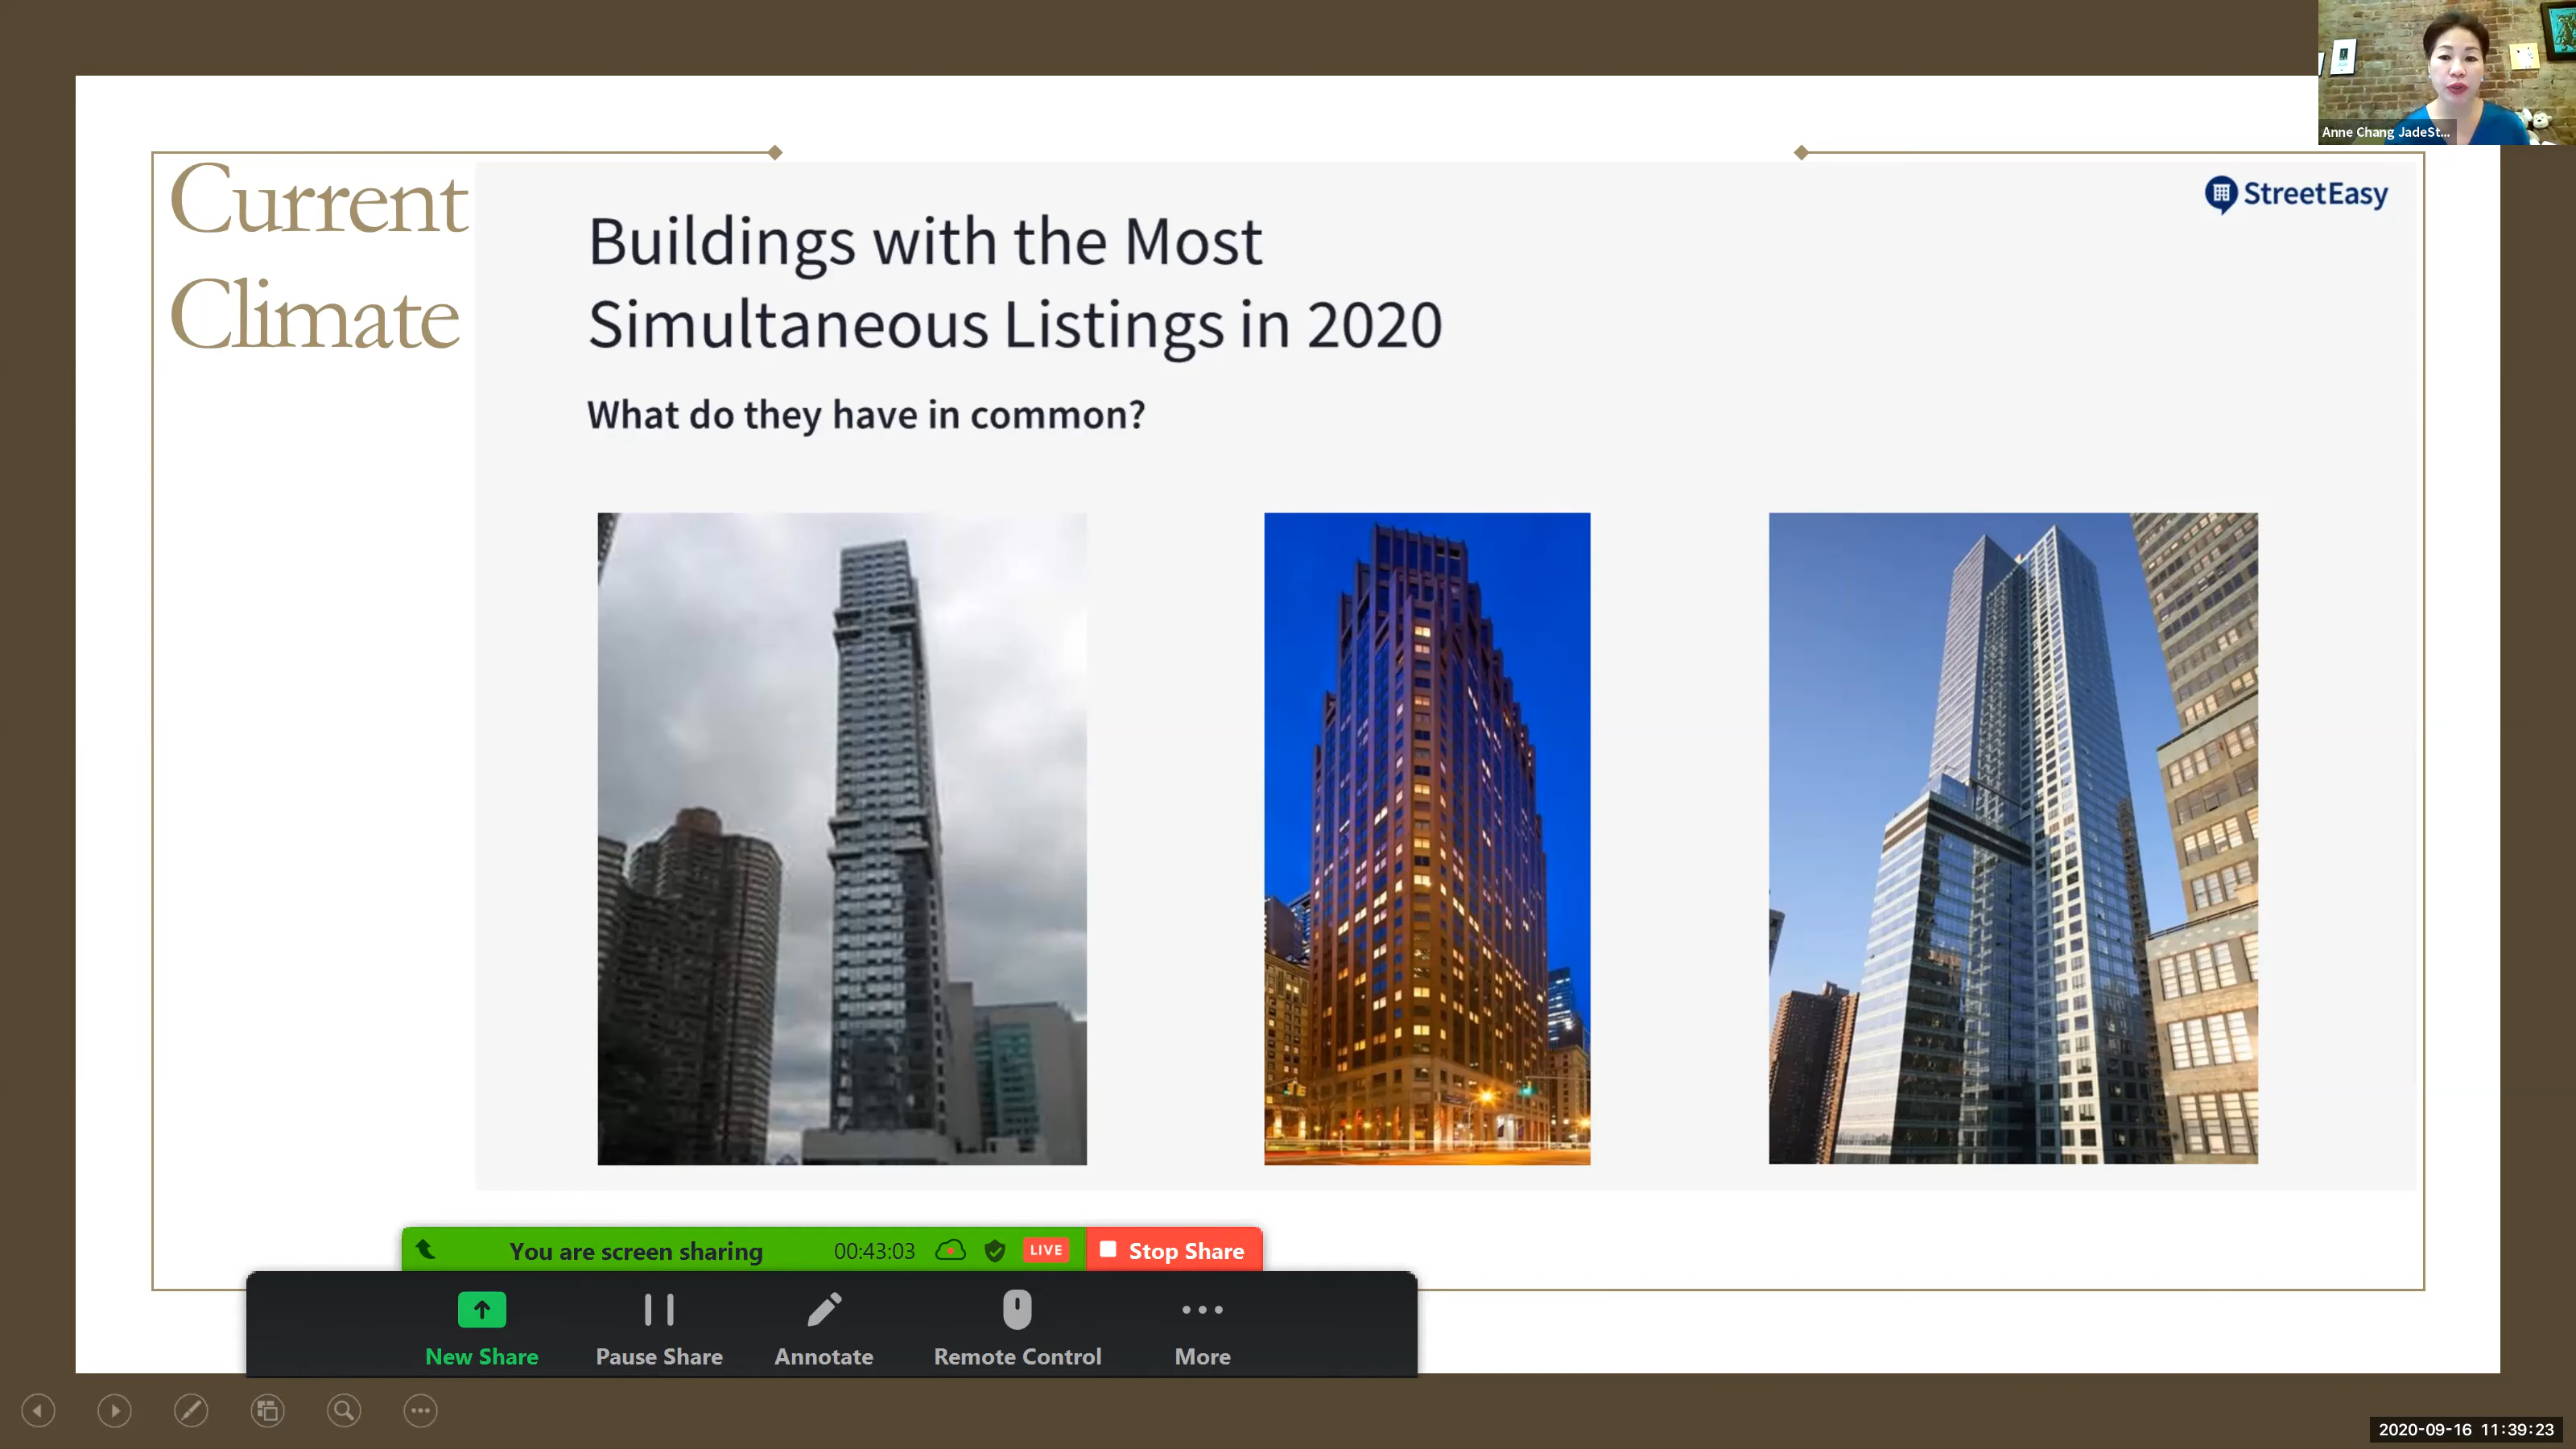 Anne Chang JadeSt...
Current
Climate
StreetEasy
Buildings with the Most
Simultaneous Listings in 2020
What do they have in common?
You are screen sharing
00:43:03
LIVE
Stop Share
New Share
Pause Share
Annotate
Remote Control
More
2020-09-16 11:39:23